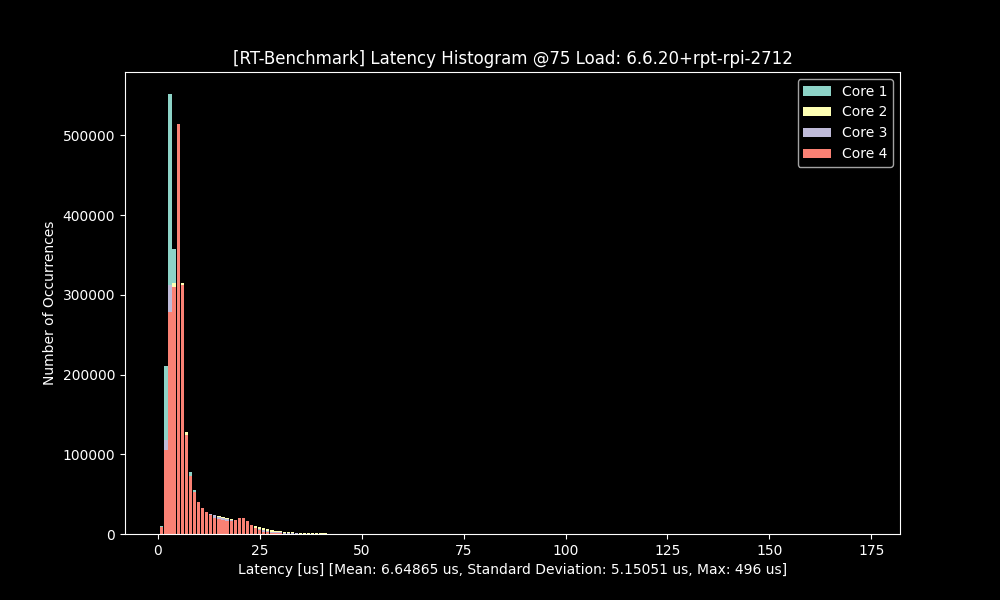 [RT-Benchmark] Latency Histogram @75 Load: 6.6.20+rpt-rpi-2712
Core 1
Core 2
Core 3
Core 4
500000
400000
300000
200000
100000
0
Number of Occurrences
0 25 50 75 100 125 150 175
Latency [us] [Mean: 6.64865 us, Standard Deviation: 5.15051 us, Max: 496 us]